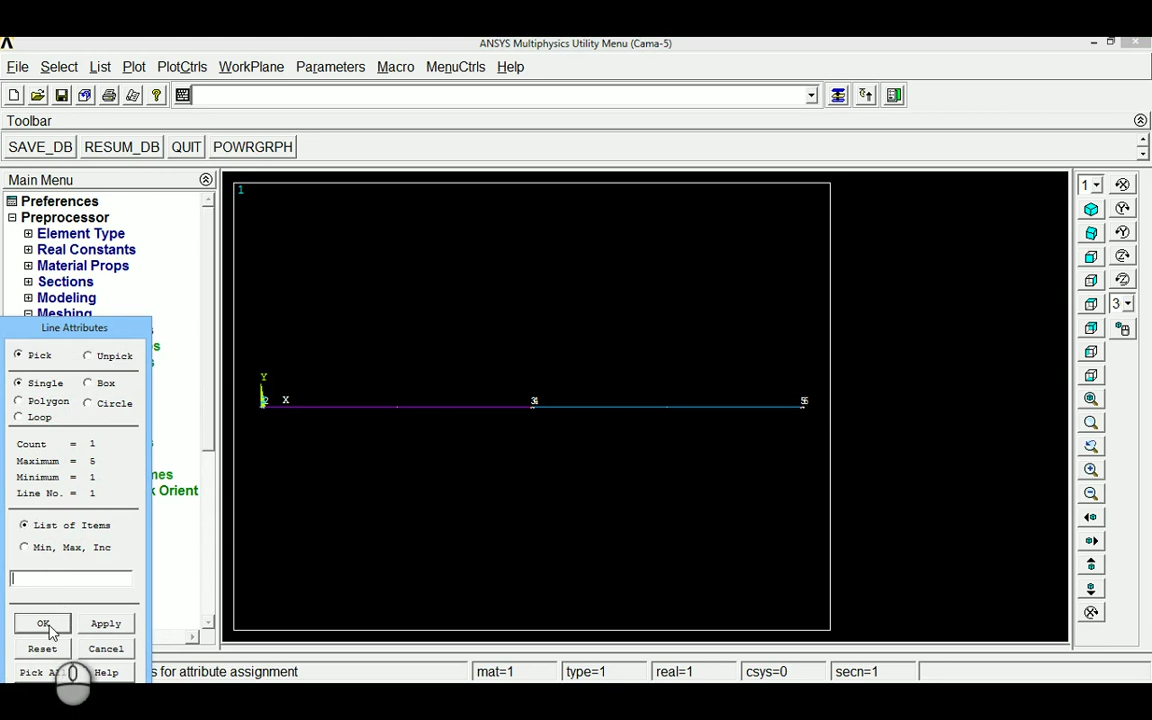 ANSYS Multiphysics Utility Menu (Cama-5)
File Select List Plot PlotCtrls WorkPlane Parameters Macro MenuCtrls Help
Toolbar
SAVE_DB RESUM_DB QUIT POWRGRPH
Main Menu
Preferences
Preprocessor
Element Type
Real Constants
Material Props
Sections
Modeling
Meshing
Line Attributes
Pick Unpick
Single Box
Polygon Circle
Loop
Count = 1
Maximum = 5
Minimum = 1
Line No. = 1
List of Items
Min, Max, Inc
OK Apply
Reset Cancel
Pick Help
Orient
1
Y
X
1
3
s for attribute assignment mat=1 type=1 real=1 csys=0 secn=1